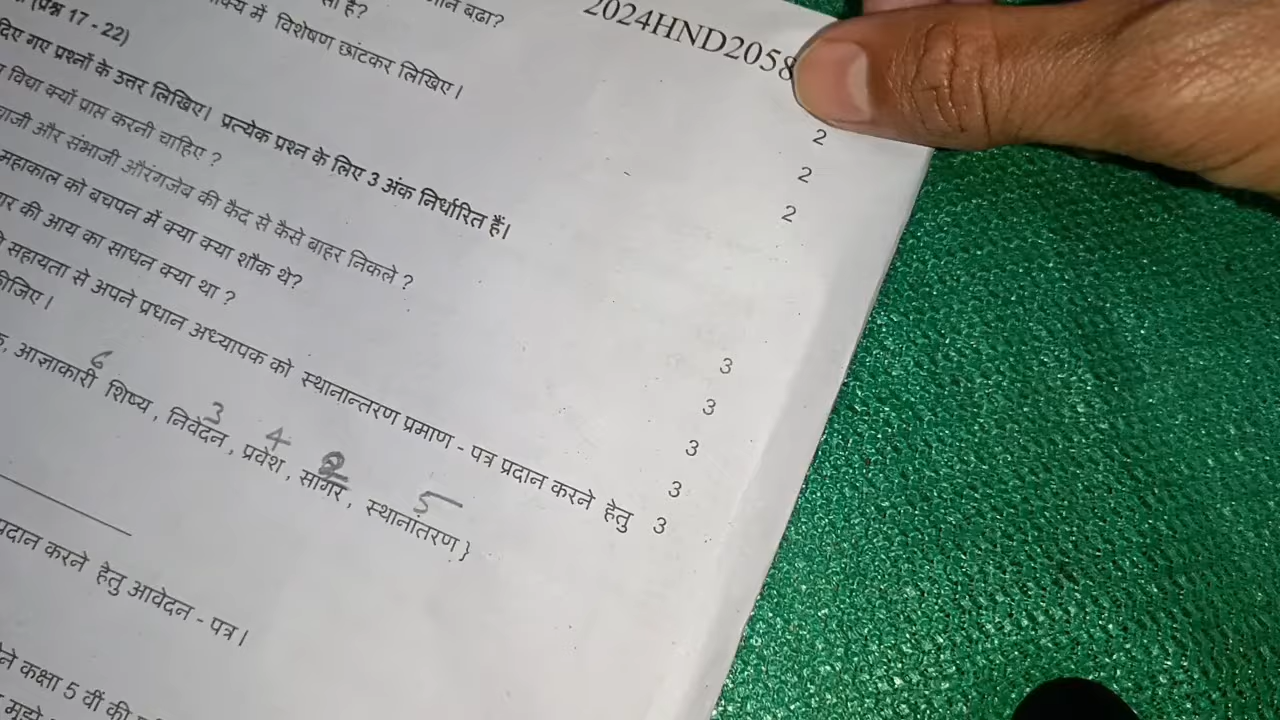 2024HND2058
बढ़ा?
है?
में विशेषण छांटकर लिखिए।
2
2
2
(प्रश्न 17 - 22)
दिए गए प्रश्नों के उत्तर लिखिए। प्रत्येक प्रश्न के लिए 3 अंक निर्धारित हैं।
विद्या क्यों प्राप्त करनी चाहिए ? 3
और संभाजी औरंगजेब की कैद से कैसे बाहर निकले ? 3
महाकाल को बचपन में क्या क्या शौक थे? 3
की आय का साधन क्या था ? 3
सहायता से अपने प्रधान अध्यापक को स्थानान्तरण प्रमाण - पत्र प्रदान करने हेतु 3
कीजिए।
6 3 4 2 5
आज्ञाकारी शिष्य , निवेदन , प्रवेश , सागर , स्थानांतरण }
प्रदान करने हेतु आवेदन - पत्र।
कक्षा 5 वीं की
मुझे